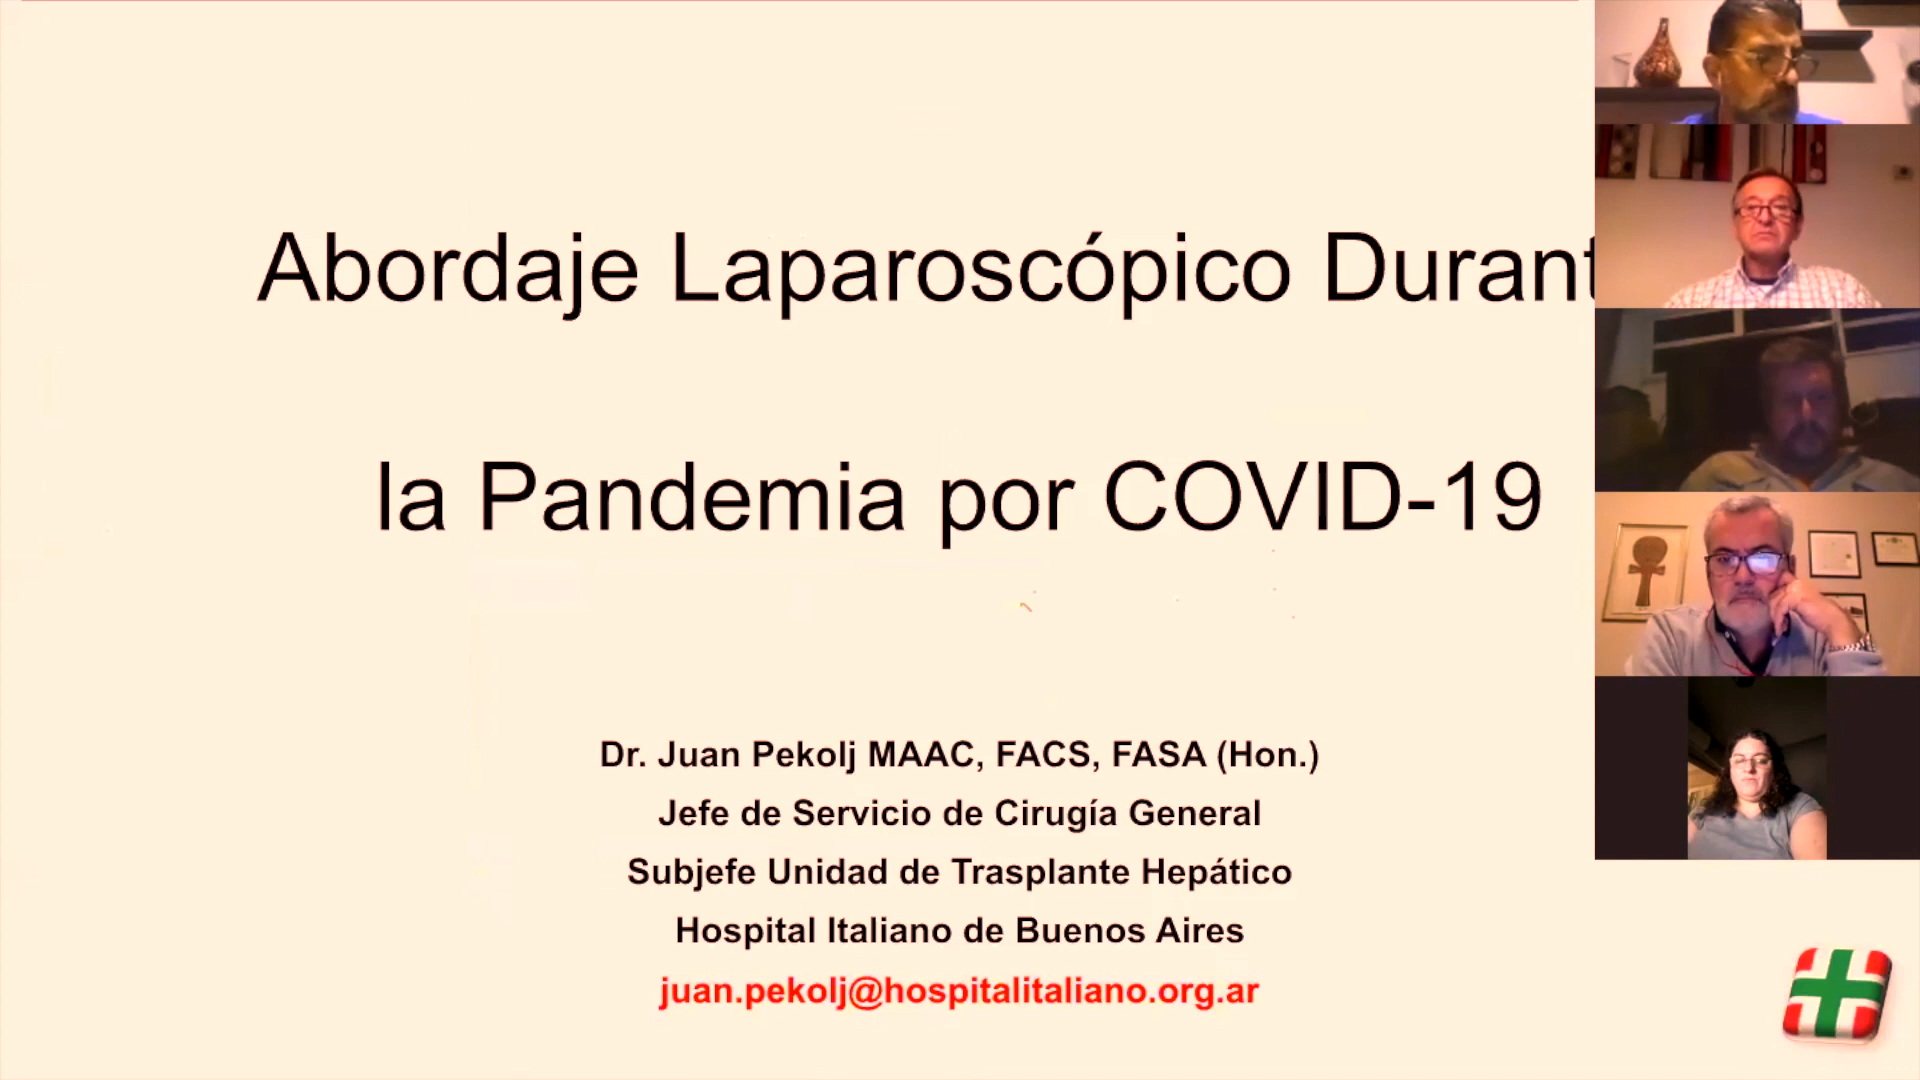 Abordaje Laparoscópico Durant
la Pandemia por COVID-19
Dr. Juan Pekolj MAAC, FACS, FASA (Hon.)
Jefe de Servicio de Cirugía General
Subjefe Unidad de Trasplante Hepático
Hospital Italiano de Buenos Aires
juan.pekolj@hospitalitaliano.org.ar